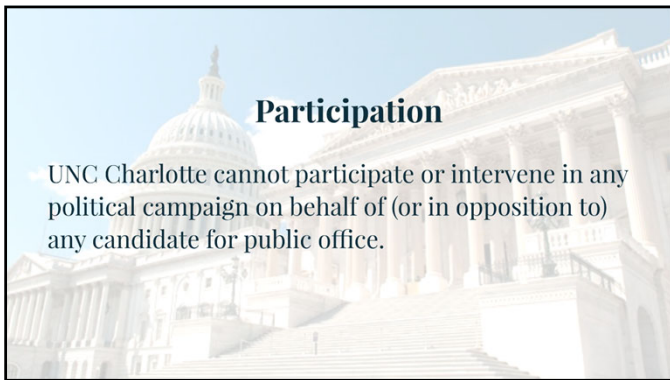 Participation
UNC Charlotte cannot participate or intervene in any
political campaign on behalf of (or in opposition to)
any candidate for public office.